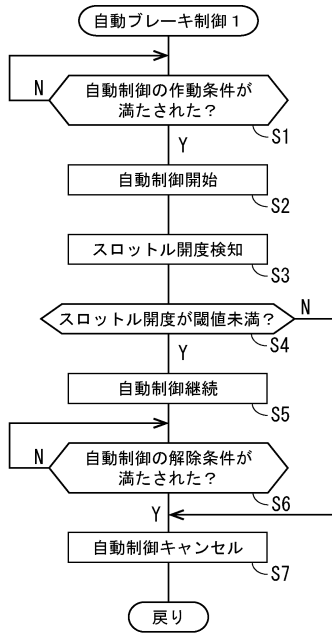 自動ブレーキ制御1
N
自動制御の作動条件が
満たされた?
S1
Y
自動制御開始
S2
スロットル開度検知
S3
スロットル開度が閾値未満?
N
S4
Y
自動制御継続
S5
N
自動制御の解除条件が
満たされた?
S6
Y
自動制御キャンセル
S7
戻り